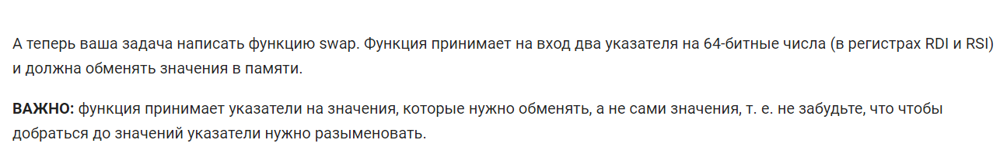 А теперь ваша задача написать функцию swap. Функция принимает на вход два указателя на 64-битные числа (в регистрах RDI и RSI)
и должна обменять значения в памяти.
ВАЖНО: функция принимает указатели на значения, которые нужно обменять, а не сами значения, т. е. не забудьте, что чтобы
добраться до значений указатели нужно разыменовать.